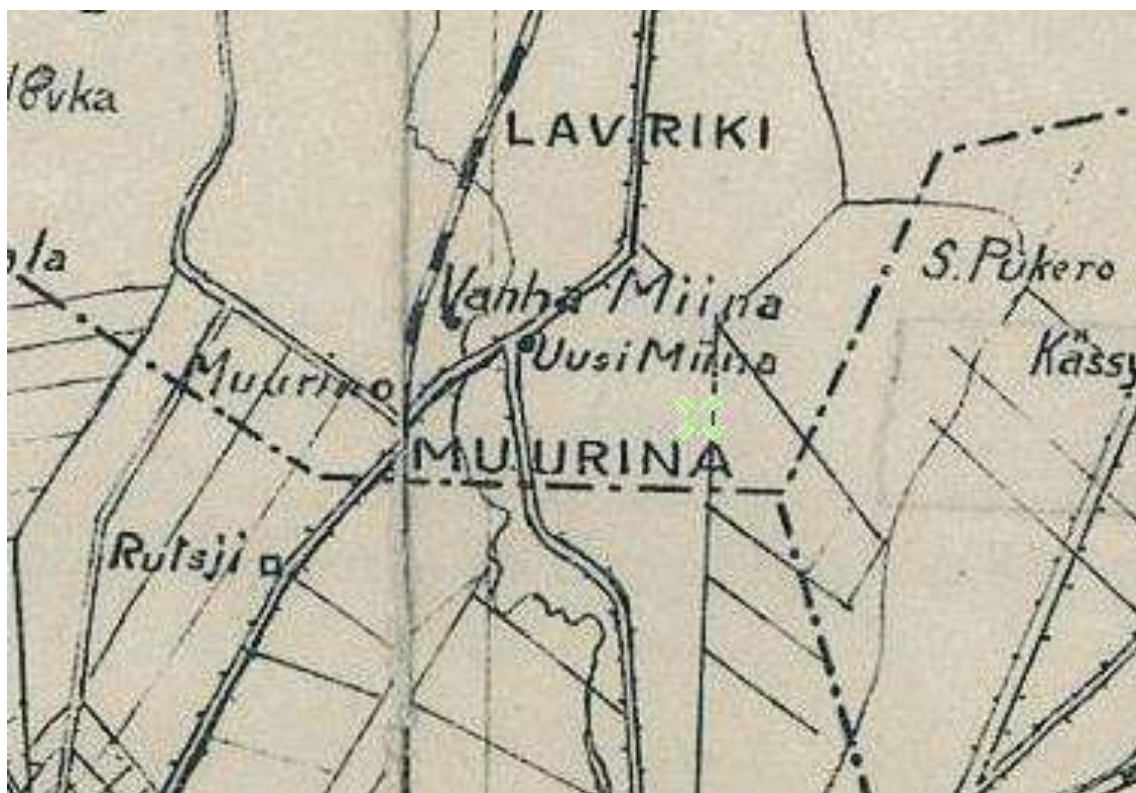 LAVRIKI
S. Pukero
Vanha Miina
Uusi Miina
Muurino
MUURINA
Rutsji